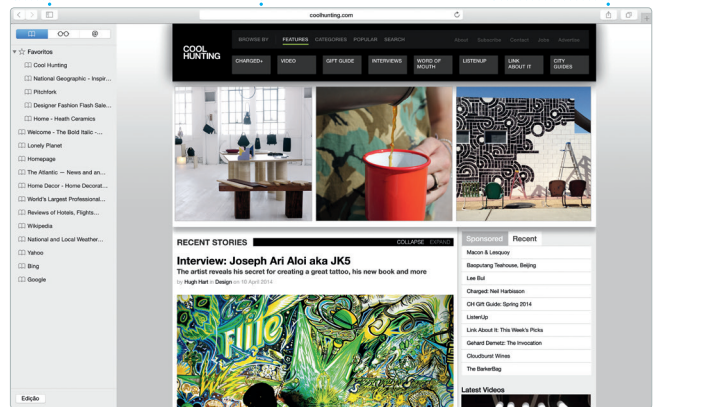 coolhunting.com
@
Favoritos
Cool Hunting
National Geographic - Inspir...
Pitchfork
Designer Fashion Flash Sale...
Home - Heath Ceramics
Welcome - The Bold Italic -...
Lonely Planet
Homepage
The Atlantic — News and an...
Home Decor - Home Decorat...
World's Largest Professional...
Reviews of Hotels, Flights...
Wikipedia
National and Local Weather...
Yahoo
Bing
Google
Edição
COOL
HUNTING
BROWSE BY FEATURES CATEGORIES POPULAR SEARCH
About Subscribe Contact Jobs Advertise
CHARGED+
VIDEO
GIFT GUIDE
INTERVIEWS
WORD OF
MOUTH
LISTENUP
LINK
ABOUT IT
CITY
GUIDES
RECENT STORIES
COLLAPSE EXPAND
Interview: Joseph Ari Aloi aka JK5
The artist reveals his secret for creating a great tattoo, his new book and more
by Hugh Hart in Design on 16 April 2014
Sponsored Recent
Macon & Lesquoy
Baoputang Teahouse, Beijing
Lee Bul
Charged: Neil Harbisson
CH Gift Guide: Spring 2014
ListenUp
Link About It: This Week's Picks
Gehard Demetz: The Invocation
Cloudburst Wines
The BarkerBag
Latest Videos